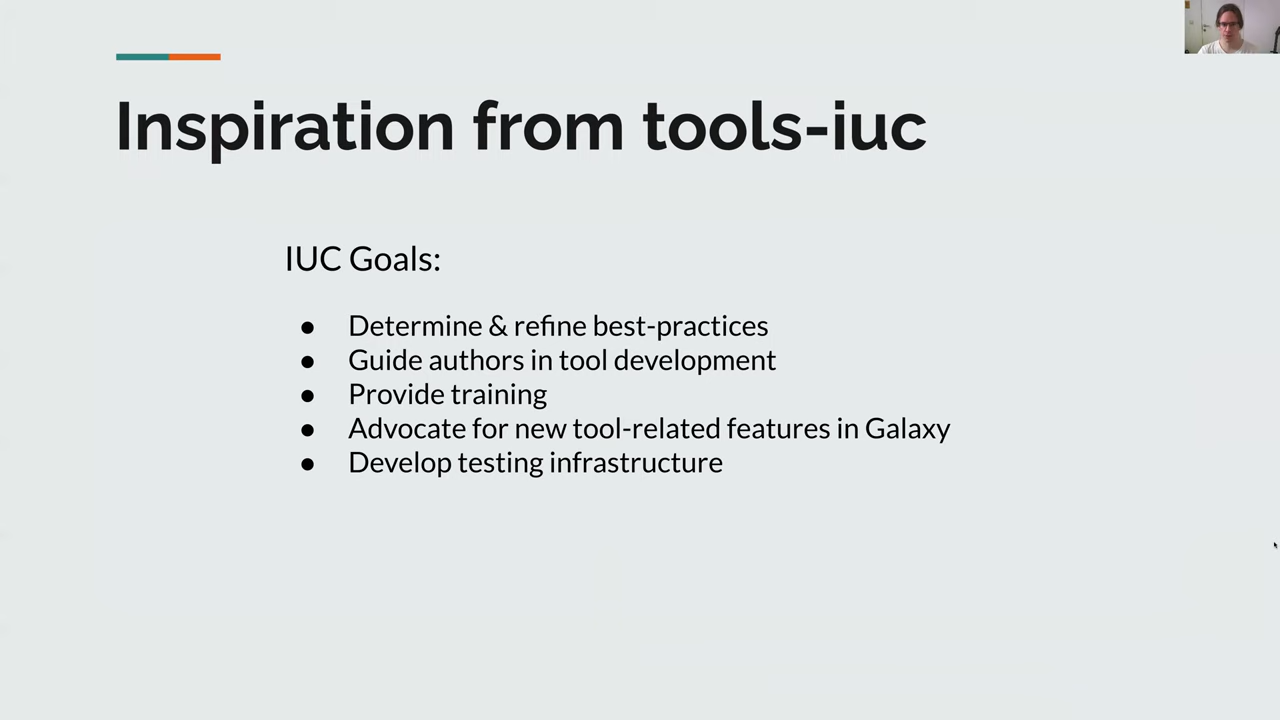 Inspiration from tools-iuc
IUC Goals:
● Determine & refine best-practices
● Guide authors in tool development
● Provide training
● Advocate for new tool-related features in Galaxy
● Develop testing infrastructure